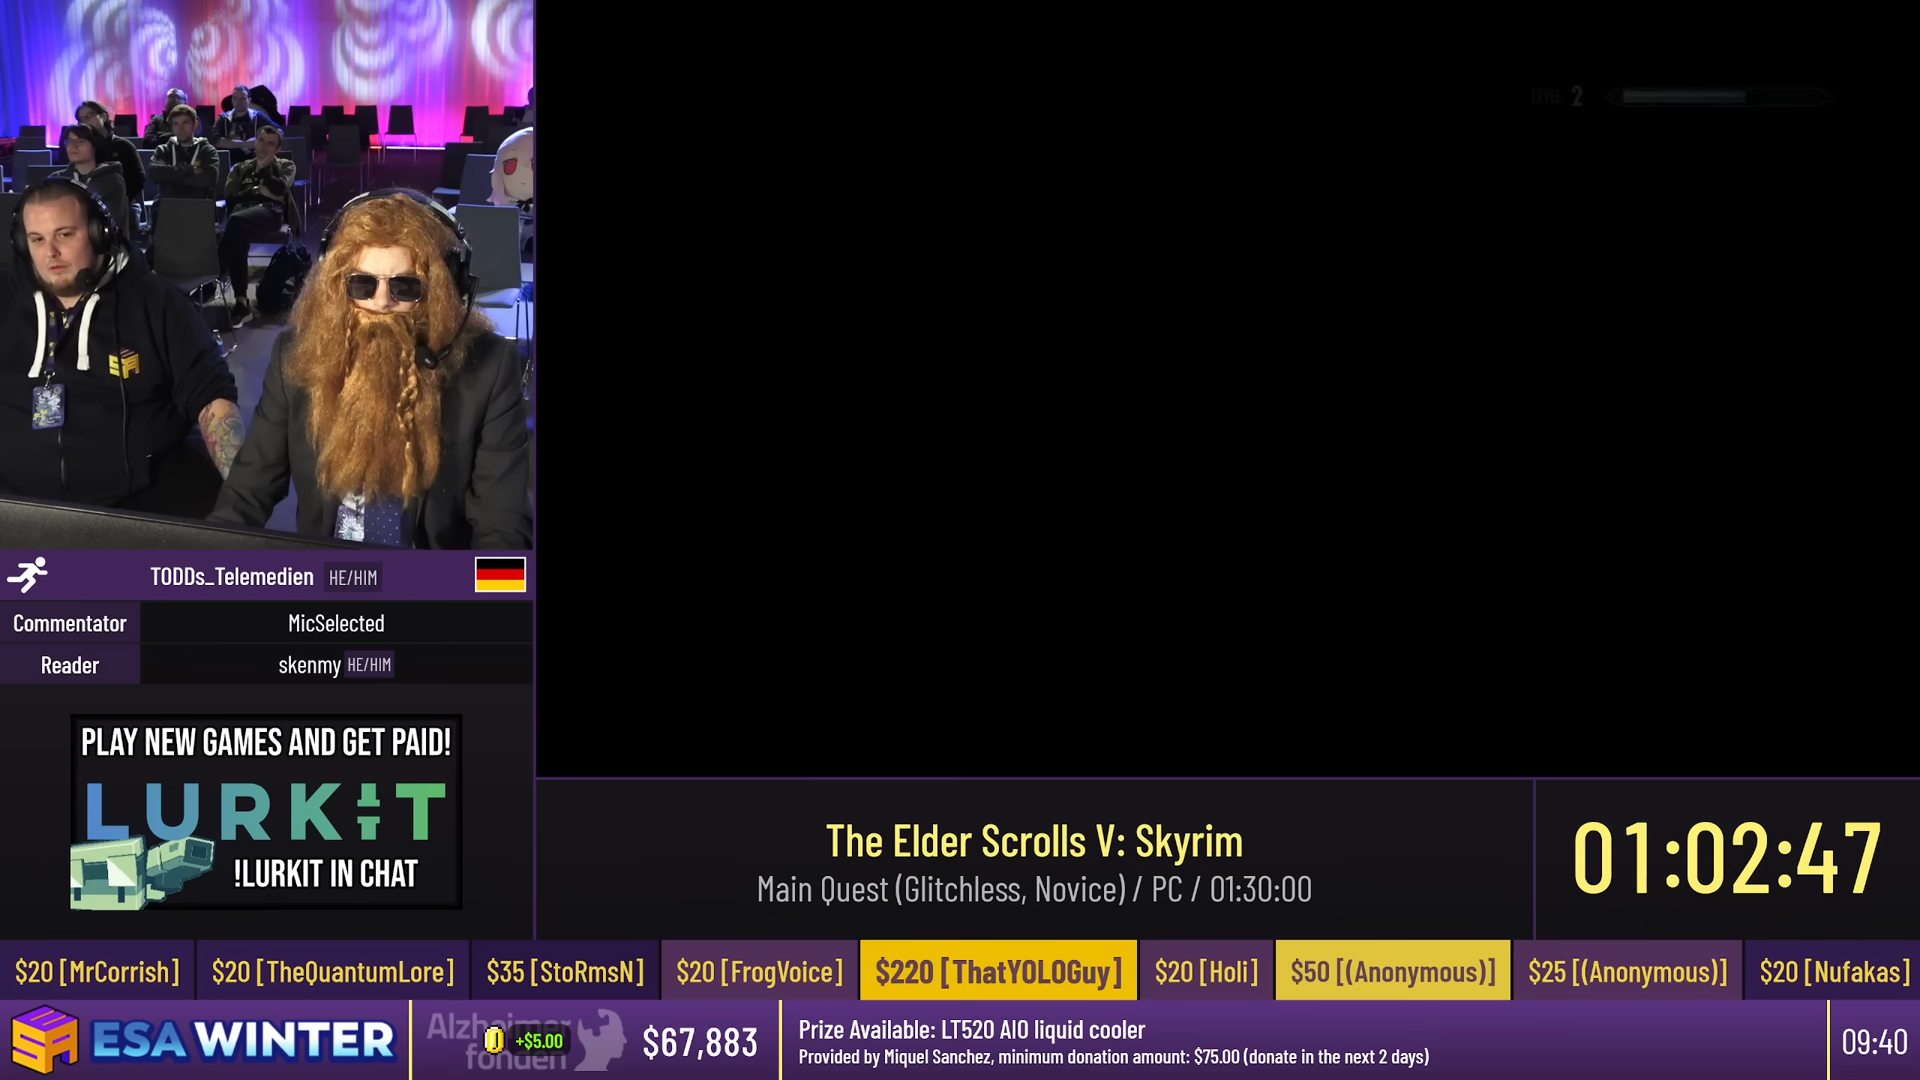 LEVEL 2
TODDs_Telemedien HE/HIM
Commentator MicSelected
Reader skenmy HE/HIM
PLAY NEW GAMES AND GET PAID!
LURKIT
!LURKIT IN CHAT
The Elder Scrolls V: Skyrim
Main Quest (Glitchless, Novice) / PC / 01:30:00
01:02:47
$20 [MrCorrish] $20 [TheQuantumLore] $35 [StoRmsN] $20 [FrogVoice] $220 [ThatYOLOGuy] $20 [Holi] $50 [(Anonymous)] $25 [(Anonymous)] $20 [Nufakas]
ESA WINTER
Alzheimer
fonden
+$5.00
$67,883
Prize Available: LT520 AIO liquid cooler
Provided by Miquel Sanchez, minimum donation amount: $75.00 (donate in the next 2 days)
09:40